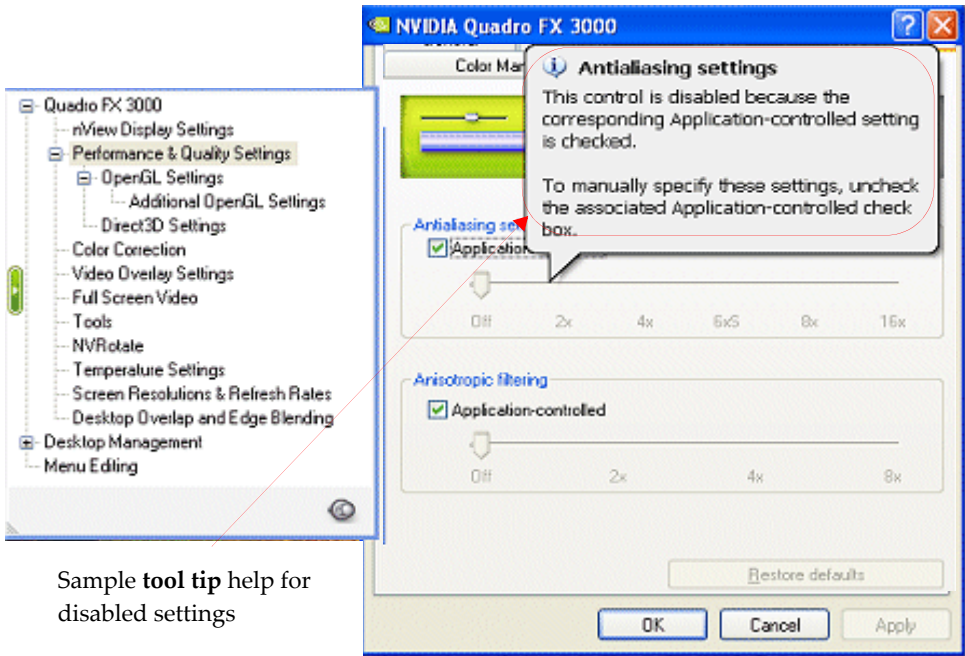 NVIDIA Quadro FX 3000
General
Color Man
Antialiasing settings
This control is disabled because the
corresponding Application-controlled setting
is checked.
To manually specify these settings, uncheck
the associated Application-controlled check
box.
Quadro FX 3000
nView Display Settings
Performance & Quality Settings
OpenGL Settings
Additional OpenGL Settings
Direct3D Settings
Color Correction
Video Overlay Settings
Full Screen Video
Tools
NVRotate
Temperature Settings
Screen Resolutions & Refresh Rates
Desktop Overlap and Edge Blending
Desktop Management
Menu Editing
Antialiasing se
Application
Off 2x 4x 6xS 8x 16x
Anisotropic filtering
Application-controlled
Off 2x 4x 8x
Restore defaults
OK Cancel Apply
Sample tool tip help for
disabled settings